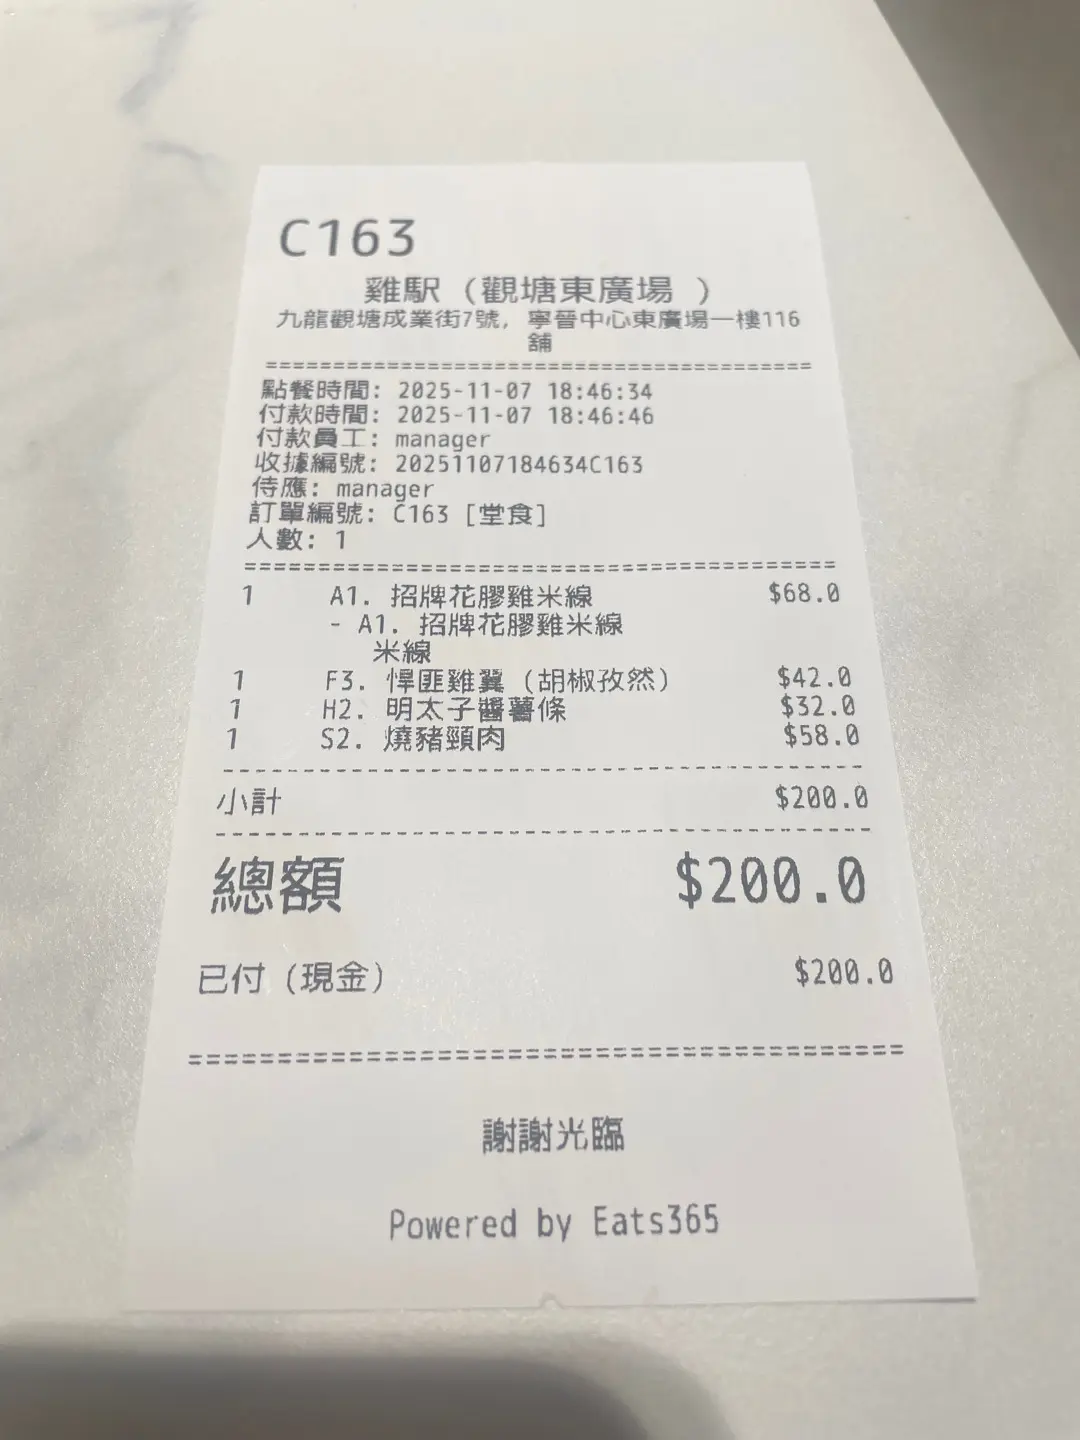 C163
雞駅（觀塘東廣場 ）
九龍觀塘成業街7號, 寧晉中心東廣場一樓116
舖
========================================
點餐時間: 2025-11-07 18:46:34
付款時間: 2025-11-07 18:46:46
付款員工: manager
收據編號: 20251107184634C163
侍應: manager
訂單編號: C163 [堂食]
人數: 1
========================================
1 A1. 招牌花膠雞米線 $68.0
- A1. 招牌花膠雞米線
米線
1 F3. 悍匪雞翼（胡椒孜然） $42.0
1 H2. 明太子醬薯條 $32.0
1 S2. 燒豬頸肉 $58.0
----------------------------------------
小計 $200.0
----------------------------------------
總額 $200.0
已付（現金） $200.0
========================================
謝謝光臨
Powered by Eats365